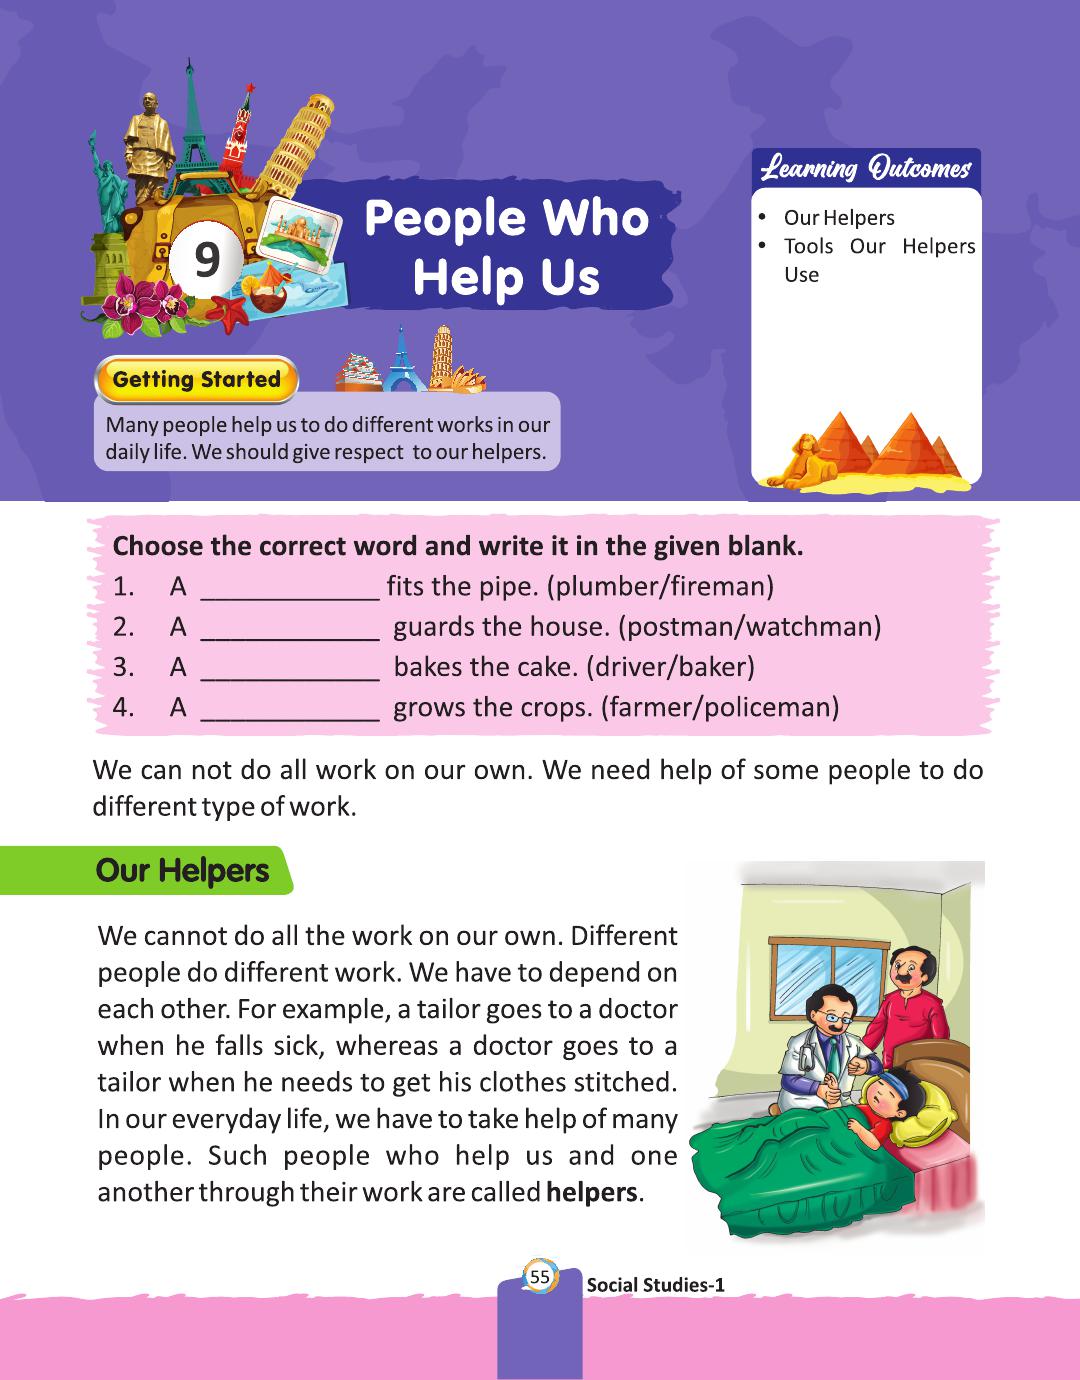 9
People Who
Help Us
Learning Outcomes
• Our Helpers
• Tools Our Helpers
Use
Getting Started
Many people help us to do different works in our
daily life. We should give respect to our helpers.
Choose the correct word and write it in the given blank.
1. A ____________ fits the pipe. (plumber/fireman)
2. A ____________ guards the house. (postman/watchman)
3. A ____________ bakes the cake. (driver/baker)
4. A ____________ grows the crops. (farmer/policeman)
We can not do all work on our own. We need help of some people to do
different type of work.
Our Helpers
We cannot do all the work on our own. Different
people do different work. We have to depend on
each other. For example, a tailor goes to a doctor
when he falls sick, whereas a doctor goes to a
tailor when he needs to get his clothes stitched.
In our everyday life, we have to take help of many
people. Such people who help us and one
another through their work are called helpers.
55
Social Studies-1